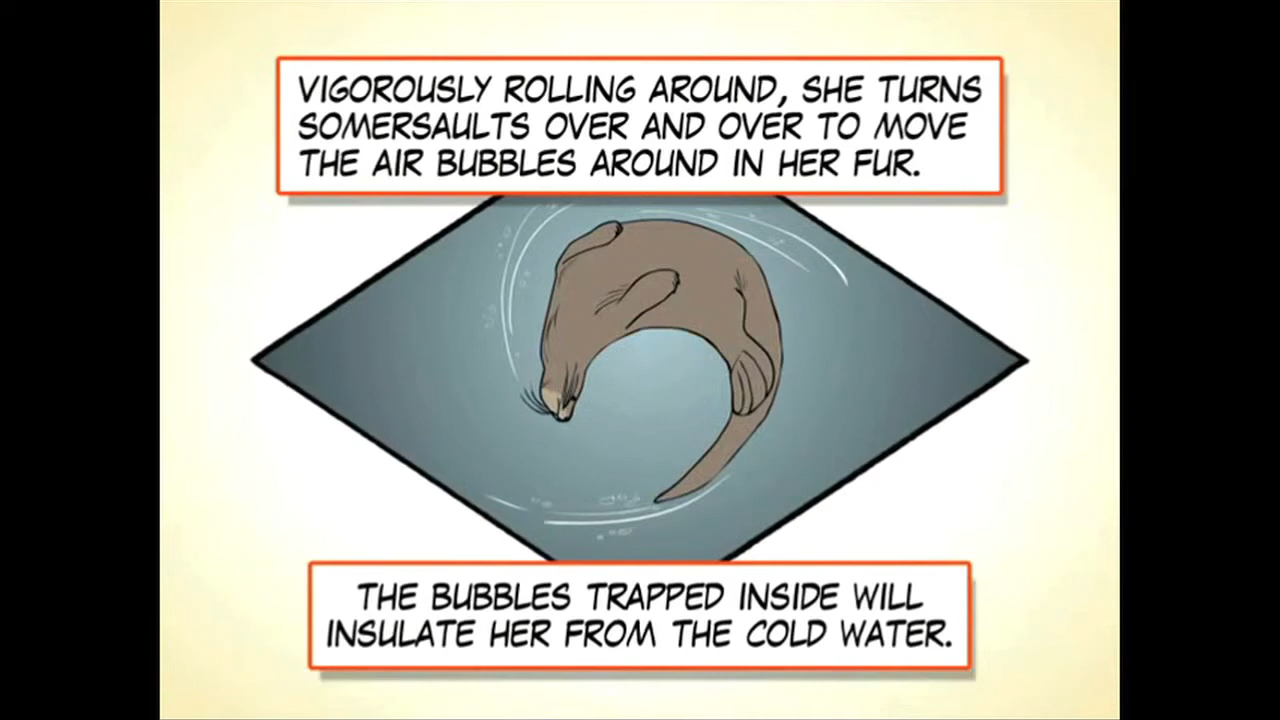 VIGOROUSLY ROLLING AROUND, SHE TURNS
SOMERSAULTS OVER AND OVER TO MOVE
THE AIR BUBBLES AROUND IN HER FUR.
THE BUBBLES TRAPPED INSIDE WILL
INSULATE HER FROM THE COLD WATER.